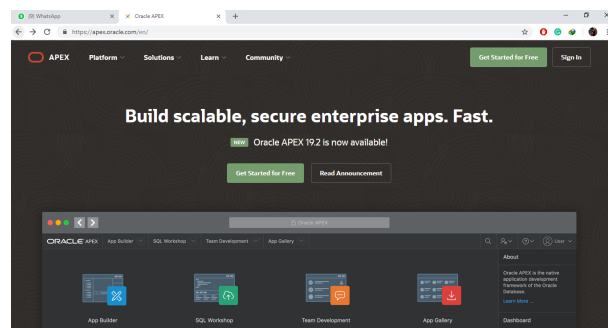 (9) WhatsApp
Oracle APEX
https://apex.oracle.com/en/
APEX Platform Solutions Learn Community Get Started for Free Sign In
Build scalable, secure enterprise apps. Fast.
NEW Oracle APEX 19.2 is now available!
Get Started for Free Read Announcement
Oracle APEX
ORACLE APEX App Builder SQL Workshop Team Development App Gallery User
About
Oracle APEX is the native
application development
framework of the Oracle
Database.
Learn More ...
App Builder SQL Workshop Team Development App Gallery Dashboard